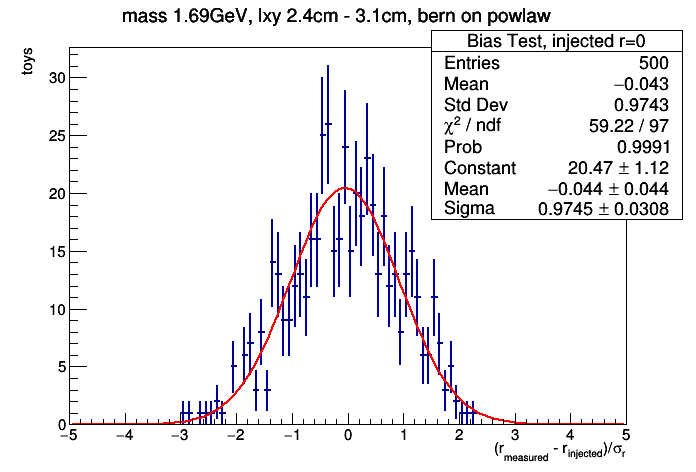 mass 1.69GeV, lxy 2.4cm - 3.1cm, bern on powlaw
Bias Test, injected r=0
Entries 500
Mean −0.043
Std Dev 0.9743
χ² / ndf 59.22 / 97
Prob 0.9991
Constant 20.47 ± 1.12
Mean −0.044 ± 0.044
Sigma 0.9745 ± 0.0308
toys
30
25
20
15
10
5
0
−5 −4 −3 −2 −1 0 1 2 3 4 5
(r_measured - r_injected)/σ_r